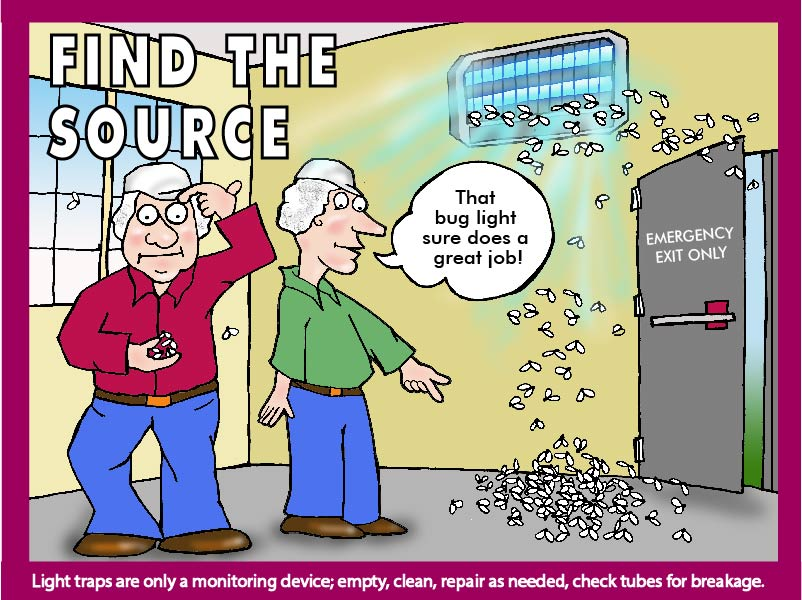 FIND THE
SOURCE
That
bug light
sure does a
great job!
EMERGENCY
EXIT ONLY
Light traps are only a monitoring device; empty, clean, repair as needed, check tubes for breakage.